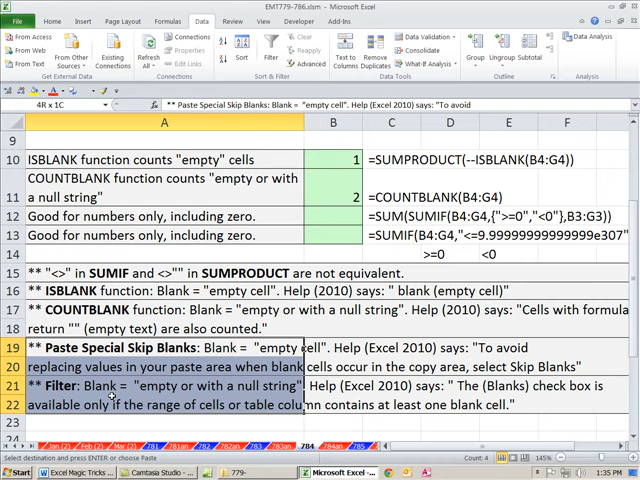 EMT779-786.xlsm - Microsoft Excel
File Home Insert Page Layout Formulas Data Review View Developer Add-Ins
From Access
From Web
From Text
From Other Sources
Existing Connections
Get External Data
Refresh All
Connections
Properties
Edit Links
Connections
Sort
Filter
Clear
Reapply
Advanced
Sort & Filter
Text to Columns
Remove Duplicates
Data Validation
Consolidate
What-If Analysis
Data Tools
Group
Ungroup
Subtotal
Outline
Data Analysis
Analysis
4R x 1C fx ** Paste Special Skip Blanks: Blank = "empty cell". Help (Excel 2010) says: "To avoid
A B C D E F
9
10 ISBLANK function counts "empty" cells 1 =SUMPRODUCT(--ISBLANK(B4:G4))
COUNTBLANK function counts "empty or with
11 a null string" 2 =COUNTBLANK(B4:G4)
12 Good for numbers only, including zero. =SUM(SUMIF(B4:G4,{">=0","<0"},B3:G3))
13 Good for numbers only, including zero. =SUMIF(B4:G4,"<=9.99999999999999e307"
14 >=0 <0
15 ** "<>" in SUMIF and <>"" in SUMPRODUCT are not equivalent.
16 ** ISBLANK function: Blank = "empty cell". Help (2010) says: " blank (empty cell)"
17 ** COUNTBLANK function: Blank = "empty or with a null string". Help (2010) says: "Cells with formula
18 return "" (empty text) are also counted."
19 ** Paste Special Skip Blanks: Blank = "empty cell". Help (Excel 2010) says: "To avoid
20 replacing values in your paste area when blank cells occur in the copy area, select Skip Blanks"
21 ** Filter: Blank = "empty or with a null string". Help (Excel 2010) says: " The (Blanks) check box is
22 available only if the range of cells or table column contains at least one blank cell."
23
24
Jan (2) Feb (2) Mar (2) 781 781an 782 782an 783 783an 784 784an 785
Select destination and press ENTER or choose Paste Count: 4 145%
Start Excel Magic Tricks ... Camtasia Studio - ... 779- Microsoft Excel - ... 1:35 PM